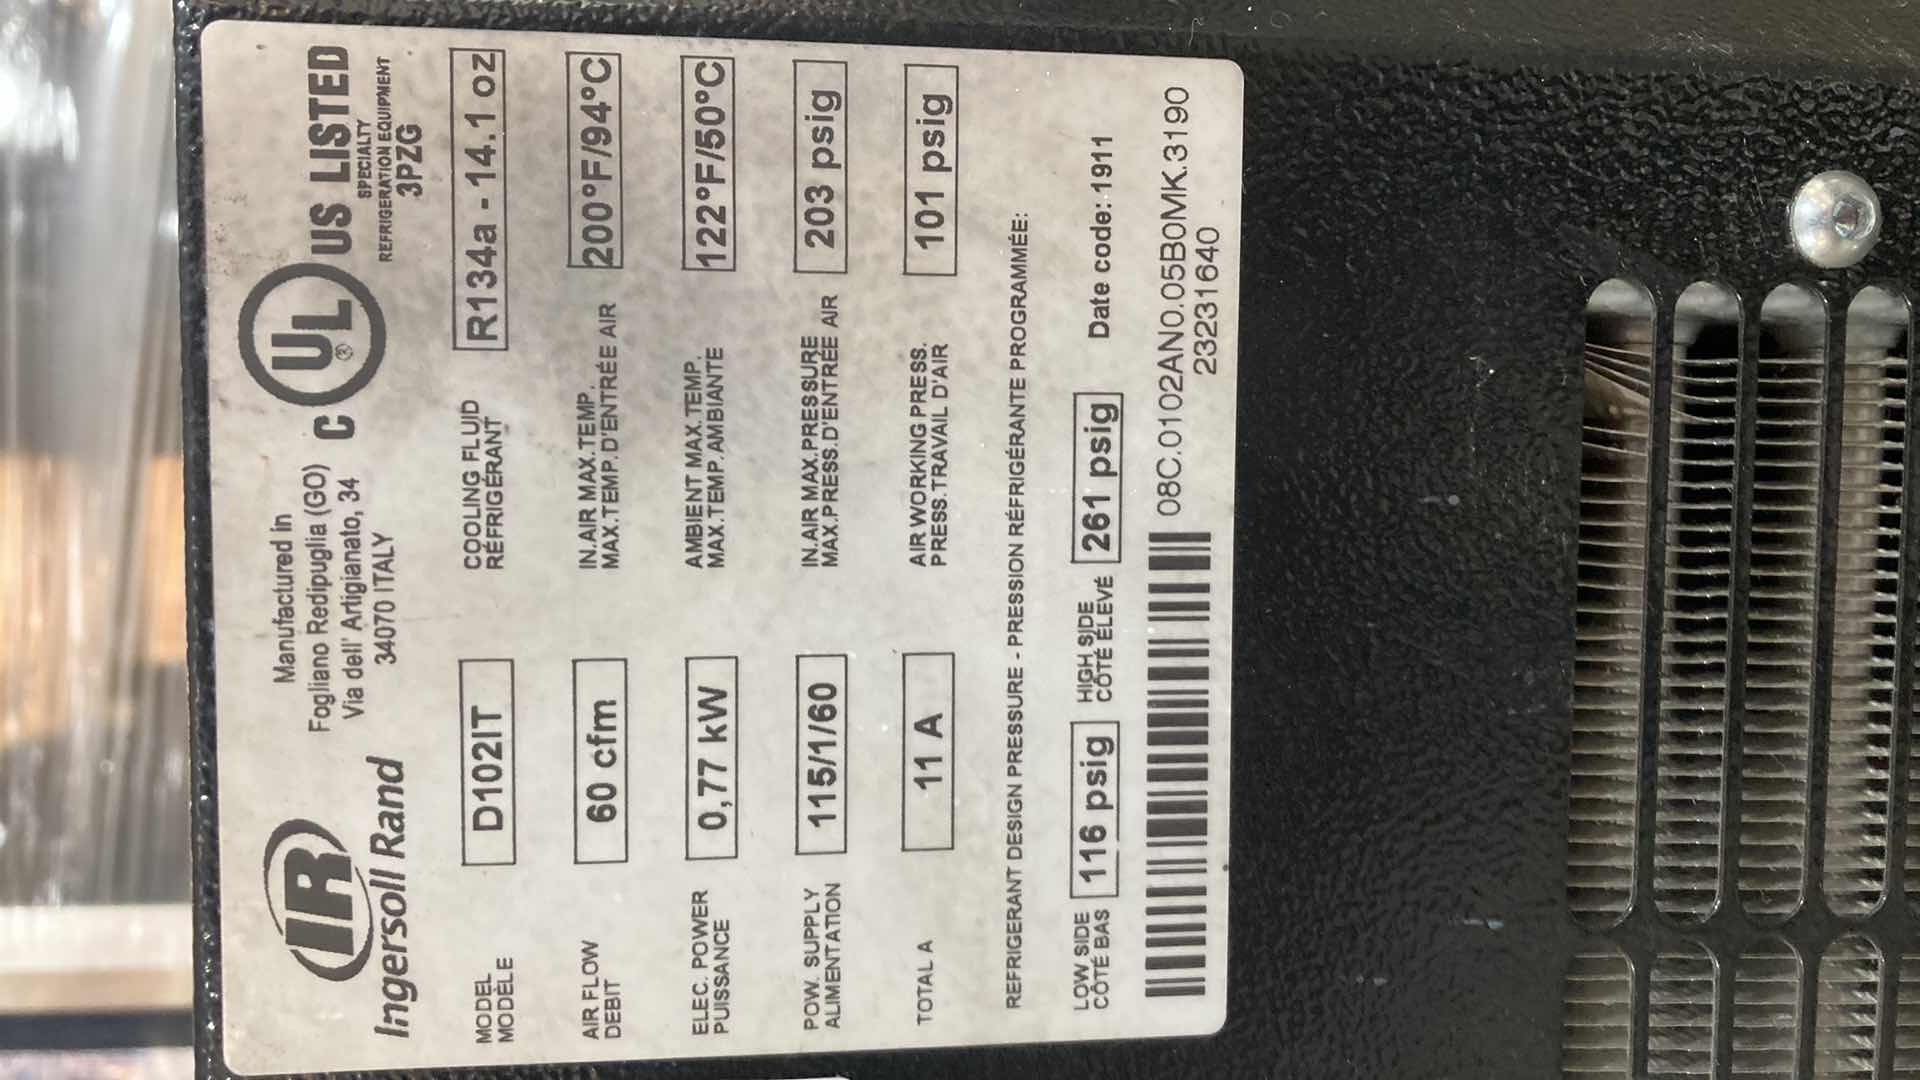 IR
Ingersoll Rand
Manufactured in
Fogliano Redipuglia (GO)
Via dell' Artigianato, 34
34070 ITALY
C UL ® US LISTED
SPECIALTY
REFRIGERATION EQUIPMENT
3PZG
MODEL
MODÈLE
D102IT
COOLING FLUID
RÉFRIGÉRANT
R134a - 14.1 oz
AIR FLOW
DEBIT
60 cfm
IN.AIR MAX.TEMP.
MAX.TEMP.D'ENTRÉE AIR
200°F/94°C
ELEC. POWER
PUISSANCE
0,77 kW
AMBIENT MAX.TEMP.
MAX.TEMP.AMBIANTE
122°F/50°C
POW. SUPPLY
ALIMENTATION
115/1/60
IN.AIR MAX.PRESSURE
MAX.PRESS.D'ENTRÉE AIR
203 psig
TOTAL A
11 A
AIR WORKING PRESS.
PRESS.TRAVAIL D'AIR
101 psig
REFRIGERANT DESIGN PRESSURE - PRESSION RÉFRIGÉRANTE PROGRAMMÉE:
LOW SIDE
CÔTÉ BAS
116 psig
HIGH SIDE
CÔTÉ ÉLEVÉ
261 psig
Date code: 1911
08C.0102AN0.05B0MK.3190
23231640